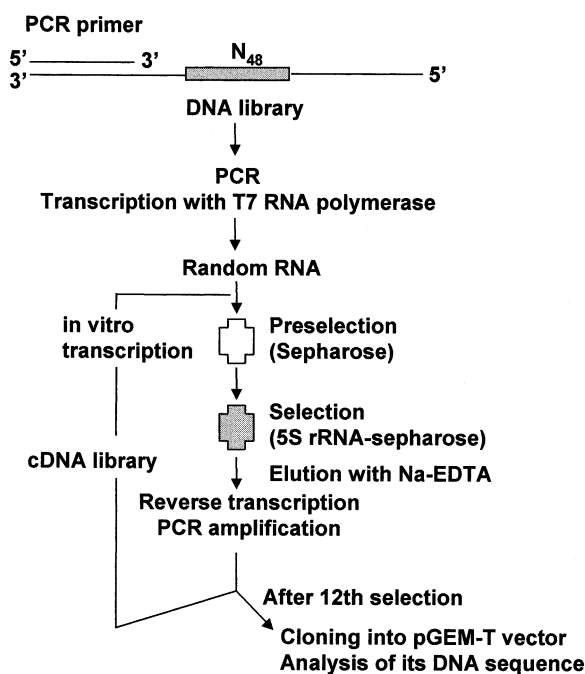 PCR primer
5’ 3’ N48
3’ 5’
DNA library
PCR
Transcription with T7 RNA polymerase
Random RNA
in vitro
transcription
Preselection
(Sepharose)
Selection
(5S rRNA-sepharose)
cDNA library
Elution with Na-EDTA
Reverse transcription
PCR amplification
After 12th selection
Cloning into pGEM-T vector
Analysis of its DNA sequence